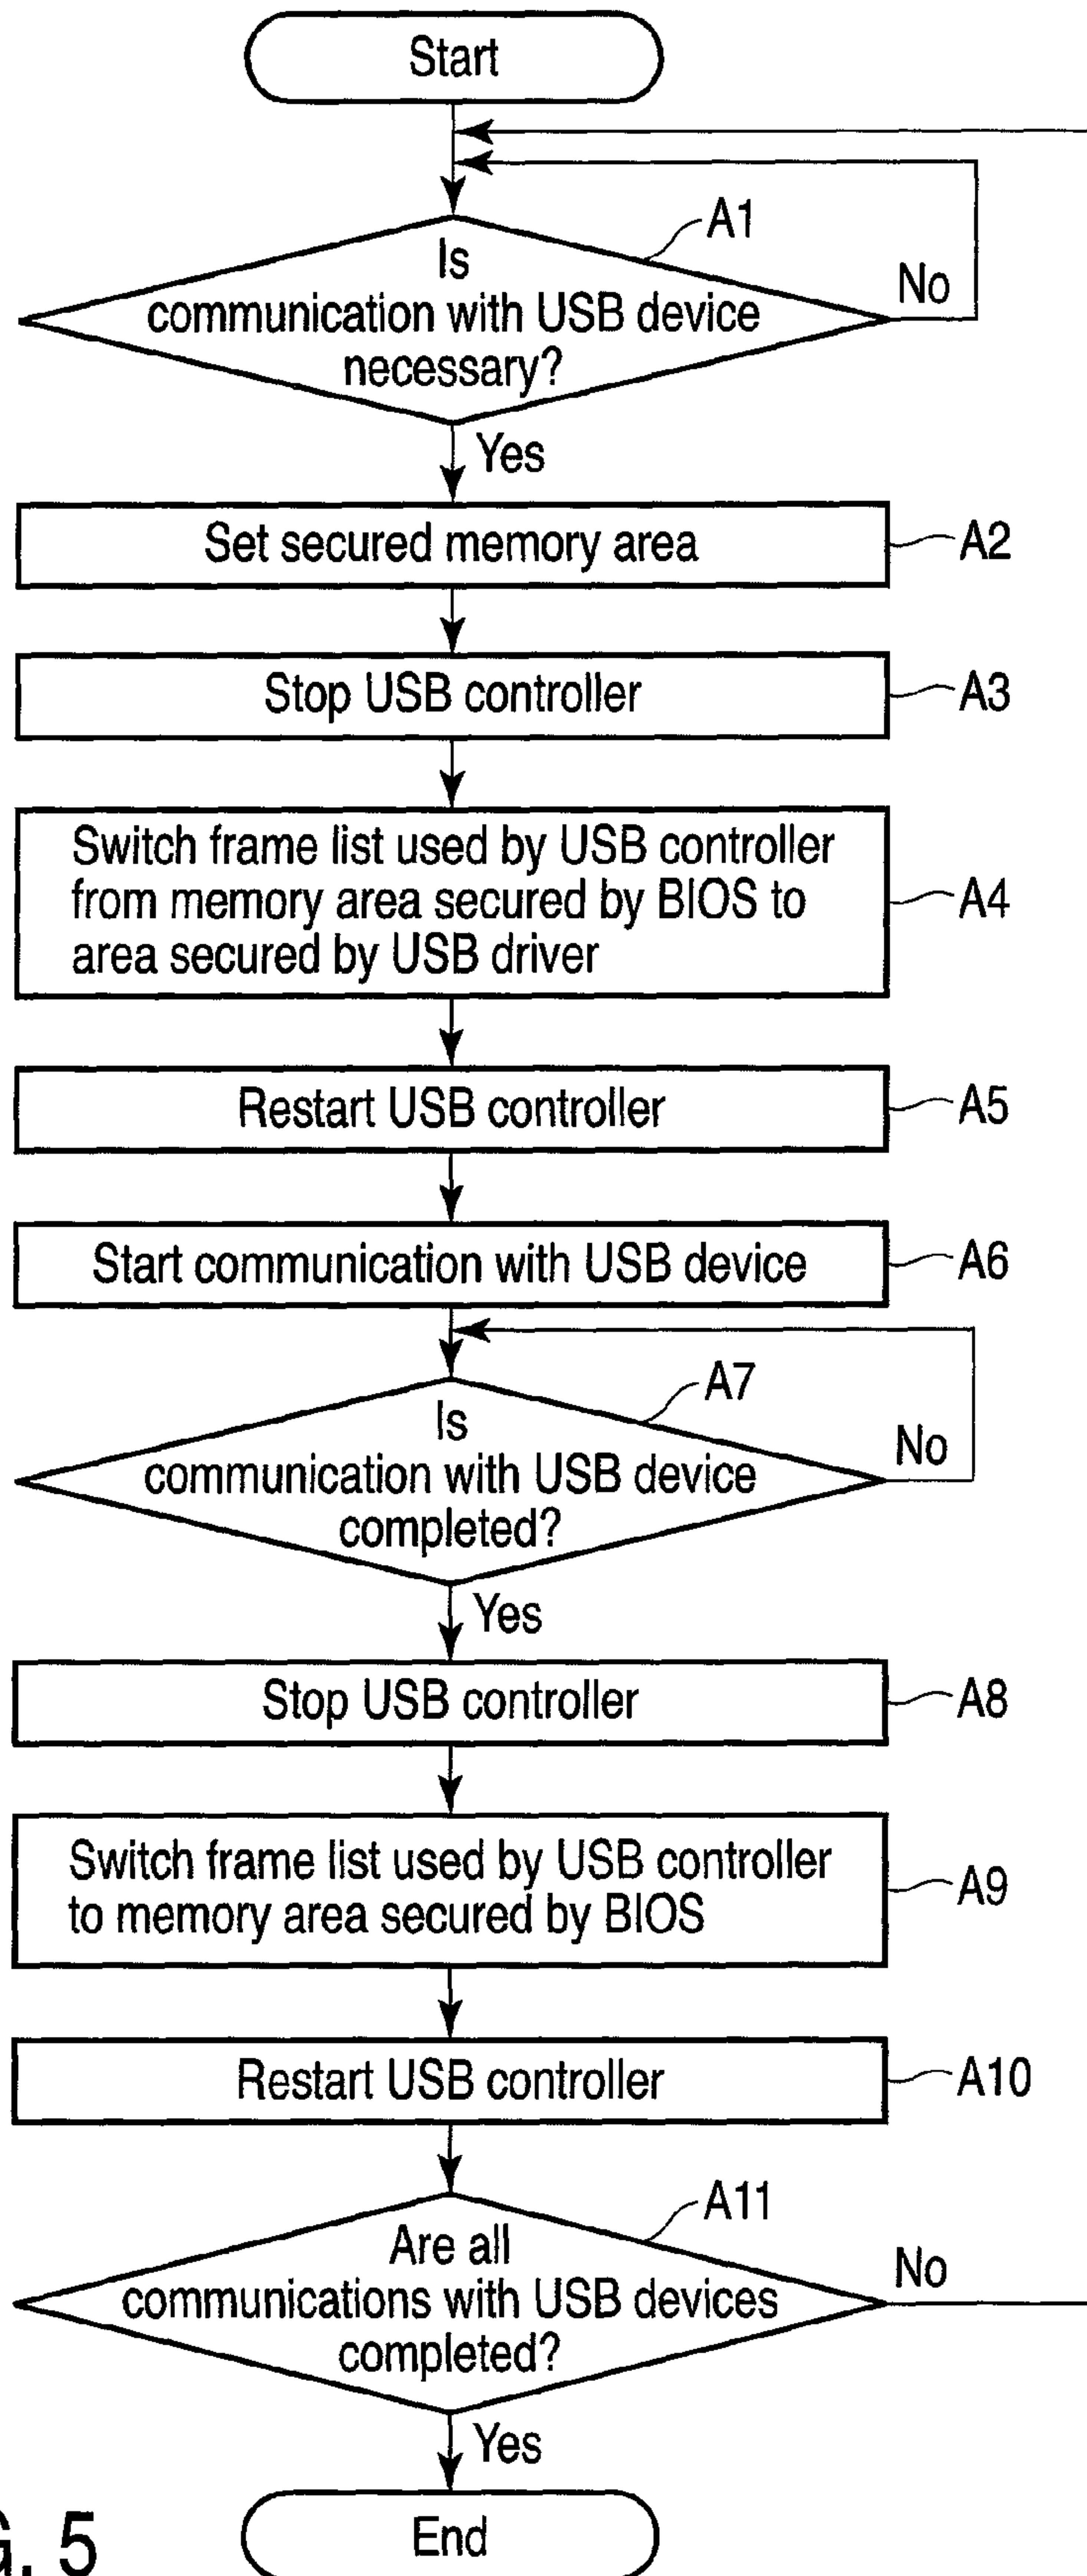 Start
A1
Is
communication with USB device
necessary?
No
Yes
Set secured memory area
A2
Stop USB controller
A3
Switch frame list used by USB controller
from memory area secured by BIOS to
area secured by USB driver
A4
Restart USB controller
A5
Start communication with USB device
A6
A7
Is
communication with USB device
completed?
No
Yes
Stop USB controller
A8
Switch frame list used by USB controller
to memory area secured by BIOS
A9
Restart USB controller
A10
A11
Are all
communications with USB devices
completed?
No
Yes
End
G. 5